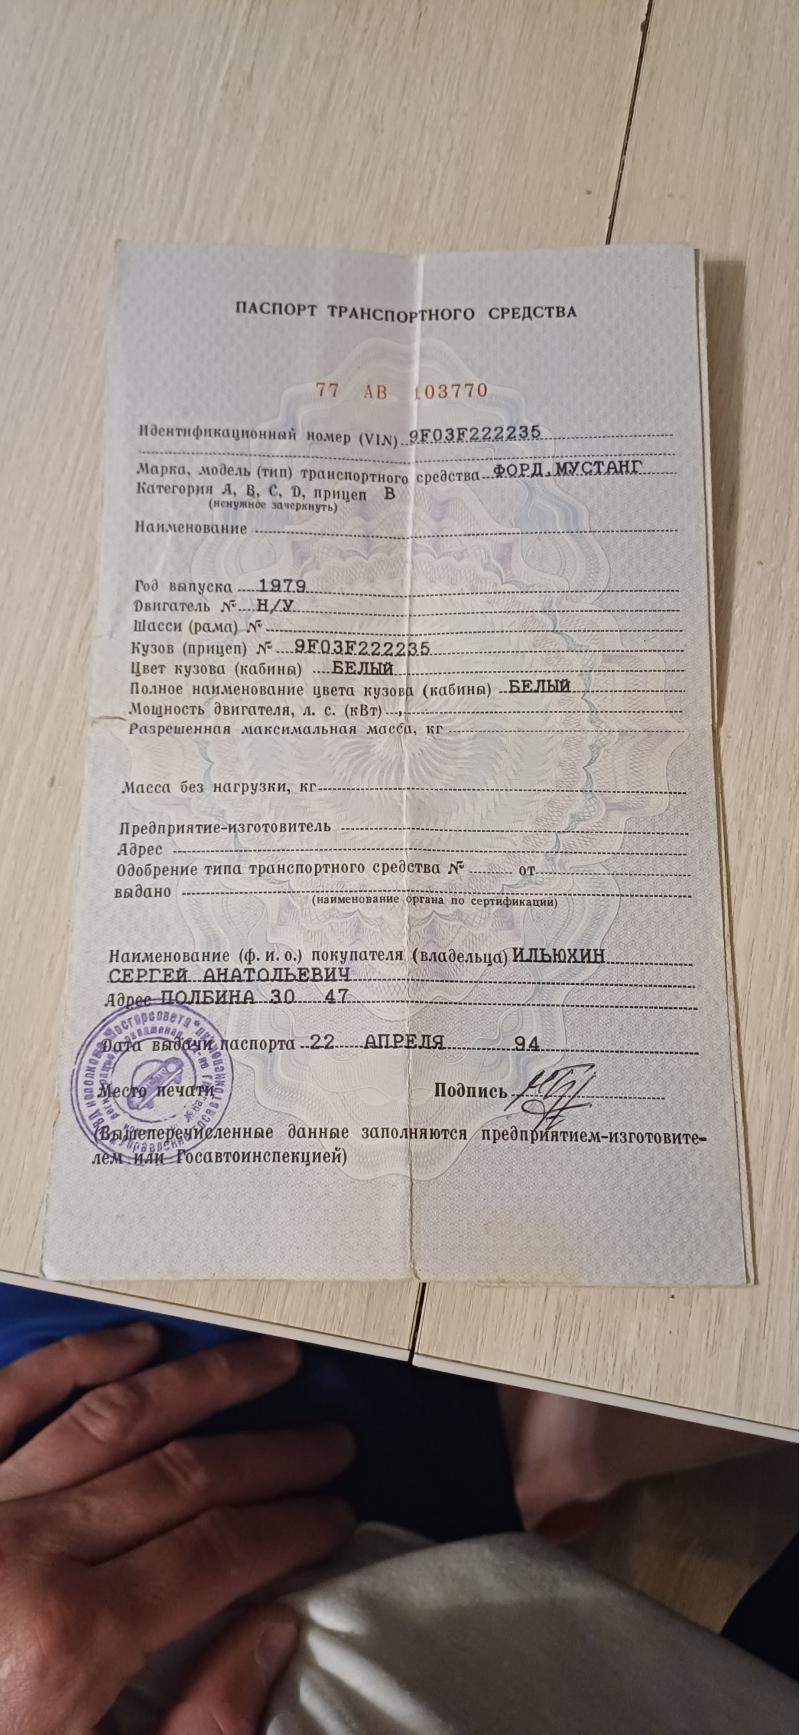 ПАСПОРТ ТРАНСПОРТНОГО СРЕДСТВА
77 АВ 103770
Идентификационный номер (VIN) 9F03F222235
Марка, модель (тип) транспортного средства ФОРД.МУСТАНГ
Категория А, В, С, D, прицеп В
(ненужное зачеркнуть)
Наименование
Год выпуска 1979
Двигатель № Н/У
Шасси (рама) №
Кузов (прицеп) № 9F03F222235
Цвет кузова (кабины) БЕЛЫЙ
Полное наименование цвета кузова (кабины) БЕЛЫЙ
Мощность двигателя, л. с. (кВт)
Разрешенная максимальная масса, кг
Масса без нагрузки, кг
Предприятие-изготовитель
Адрес
Одобрение типа транспортного средства № от
выдано
(наименование органа по сертификации)
Наименование (ф. и. о.) покупателя (владельца) ИЛЬЮХИН
СЕРГЕЙ АНАТОЛЬЕВИЧ
Адрес ПОЛБИНА 30 47
Дата выдачи паспорта 22 АПРЕЛЯ 94
Место печати Подпись
(Вышеперечисленные данные заполняются предприятием-изготовите-
лем или Госавтоинспекцией)